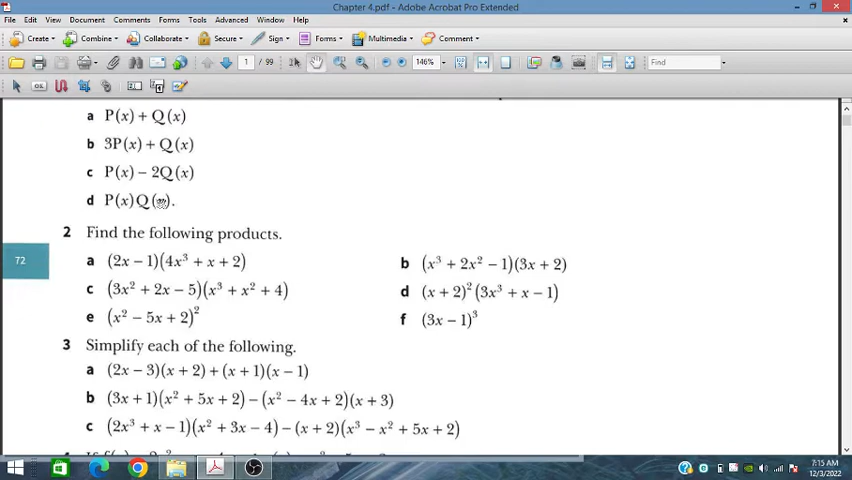 Chapter 4.pdf - Adobe Acrobat Pro Extended
File Edit View Document Comments Forms Tools Advanced Window Help
Create Combine Collaborate Secure Sign Forms Multimedia Comment
1 / 99 146% Find
a P(x) + Q(x)
b 3P(x) + Q(x)
c P(x) − 2Q(x)
d P(x)Q( ).
2 Find the following products.
72
a (2x − 1)(4x³ + x + 2) b (x³ + 2x² − 1)(3x + 2)
c (3x² + 2x − 5)(x³ + x² + 4) d (x + 2)²(3x³ + x − 1)
e (x² − 5x + 2)² f (3x − 1)³
3 Simplify each of the following.
a (2x − 3)(x + 2) + (x + 1)(x − 1)
b (3x + 1)(x² + 5x + 2) − (x² − 4x + 2)(x + 3)
c (2x³ + x − 1)(x² + 3x − 4) − (x + 2)(x³ − x² + 5x + 2)
7:15 AM
12/3/2022